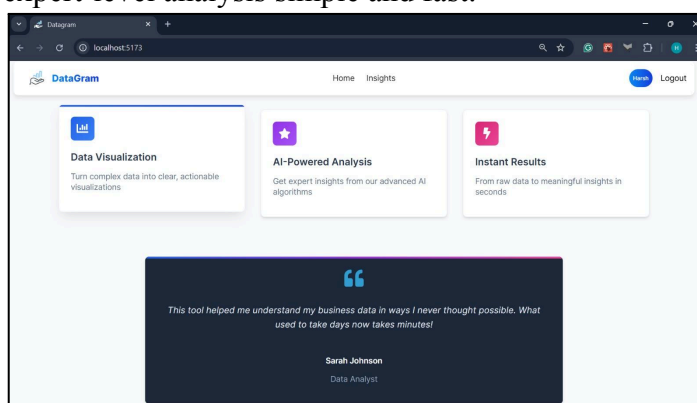 expert-level analysis simple and fast.
Datagram
localhost:5173
DataGram
Home Insights
Harsh Logout
Data Visualization
Turn complex data into clear, actionable
visualizations
AI-Powered Analysis
Get expert insights from our advanced AI
algorithms
Instant Results
From raw data to meaningful insights in
seconds
This tool helped me understand my business data in ways I never thought possible. What
used to take days now takes minutes!
Sarah Johnson
Data Analyst